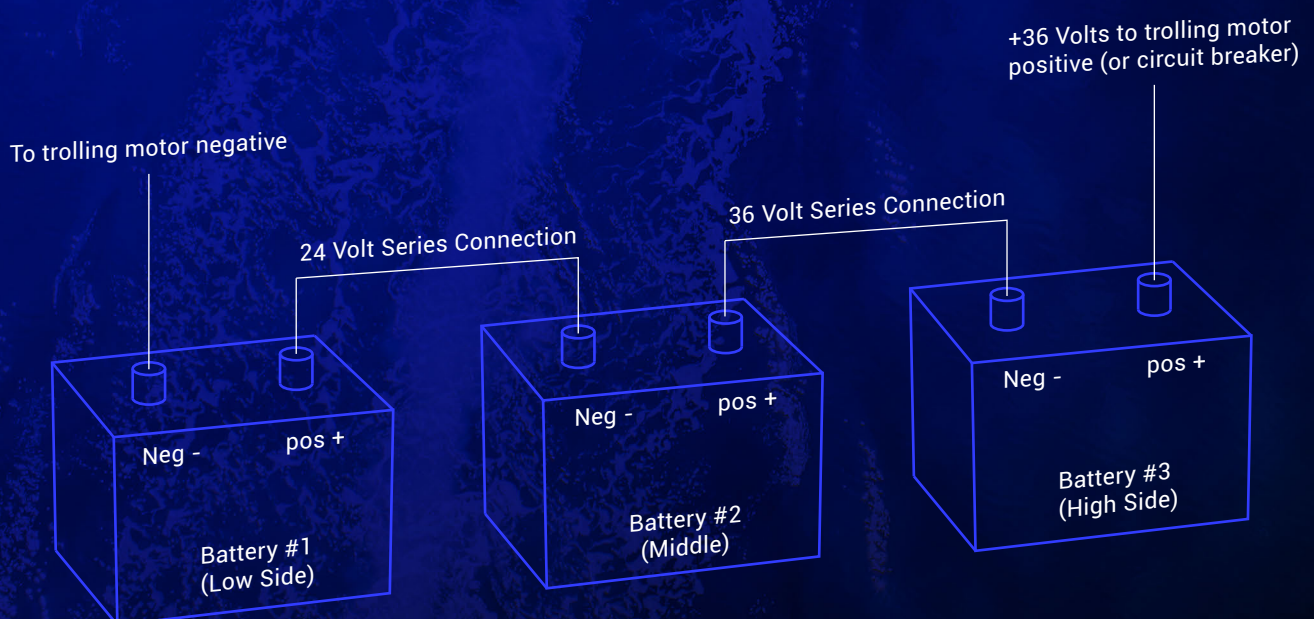 +36 Volts to trolling motor
positive (or circuit breaker)
To trolling motor negative
24 Volt Series Connection
36 Volt Series Connection
Neg -
pos +
Battery #1
(Low Side)
Neg -
pos +
Battery #2
(Middle)
Neg -
pos +
Battery #3
(High Side)